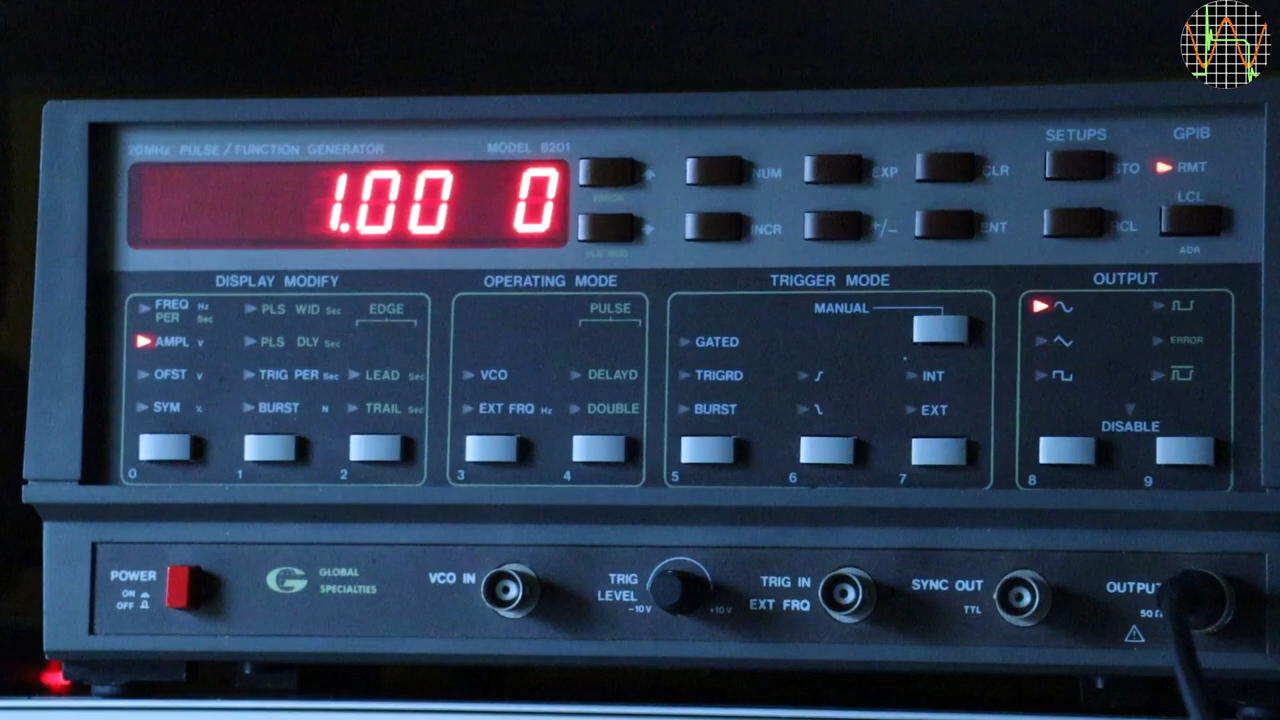 20MHz PULSE / FUNCTION GENERATOR MODEL 8201
1.00 0
NUM EXP CLR
INCR +/− ENT
SETUPS
STO
RCL
GPIB
RMT
LCL
ADR
DISPLAY MODIFY
FREQ Hz
PER Sec
AMPL V
OFST V
SYM %
PLS WID Sec
PLS DLY Sec
TRIG PER Sec
BURST N
EDGE
LEAD Sec
TRAIL Sec
0 1 2
OPERATING MODE
PULSE
VCO DELAYD
EXT FRQ Hz DOUBLE
3 4
TRIGGER MODE
MANUAL
GATED
TRIGRD INT
BURST EXT
5 6 7
OUTPUT
ERROR
DISABLE
8 9
POWER
ON
OFF
G GLOBAL
SPECIALTIES
VCO IN
TRIG
LEVEL
−10 V +10 V
TRIG IN
EXT FRQ
SYNC OUT
TTL
OUTPUT
50 Ω